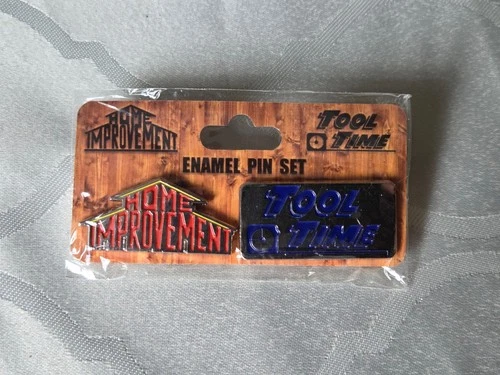 HOME
IMPROVEMENT
TOOL
TIME
ENAMEL PIN SET
HOME
IMPROVEMENT
TOOL
TIME